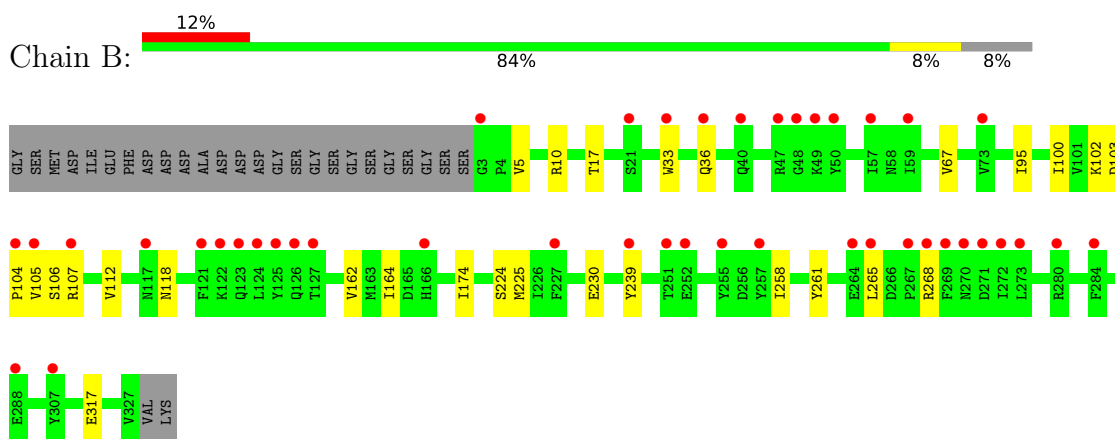 12%
Chain B:
84% 8% 8%
GLY SER MET ASP ILE GLU PHE ASP ASP ASP ALA ASP ASP ASP GLY SER GLY SER GLY SER GLY SER GLY SER SER G3 P4 V5 R10 T17 S21 W33 Q36 Q40 R47 G48 K49 Y50 I57 N58 I59 V67 V73 I95 I100 V101 K102 D103
P104 V105 S106 R107 V112 N117 N118 F121 K122 Q123 L124 Y125 Q126 T127 V162 M163 I164 D165 H166 I174 S224 M225 I226 F227 E230 Y239 T251 E252 Y255 D256 Y257 I258 Y261 E264 L265 D266 P267 R268 F269 N270 D271 I272 L273 R280 F284
E288 Y307 E317 V327 VAL LYS